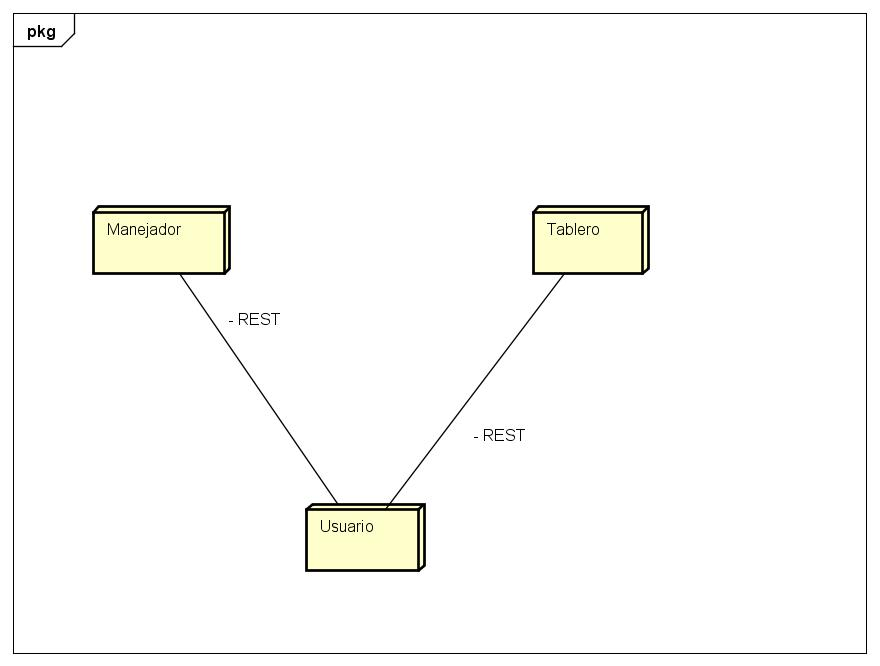 pkg
Manejador
Tablero
- REST
- REST
Usuario